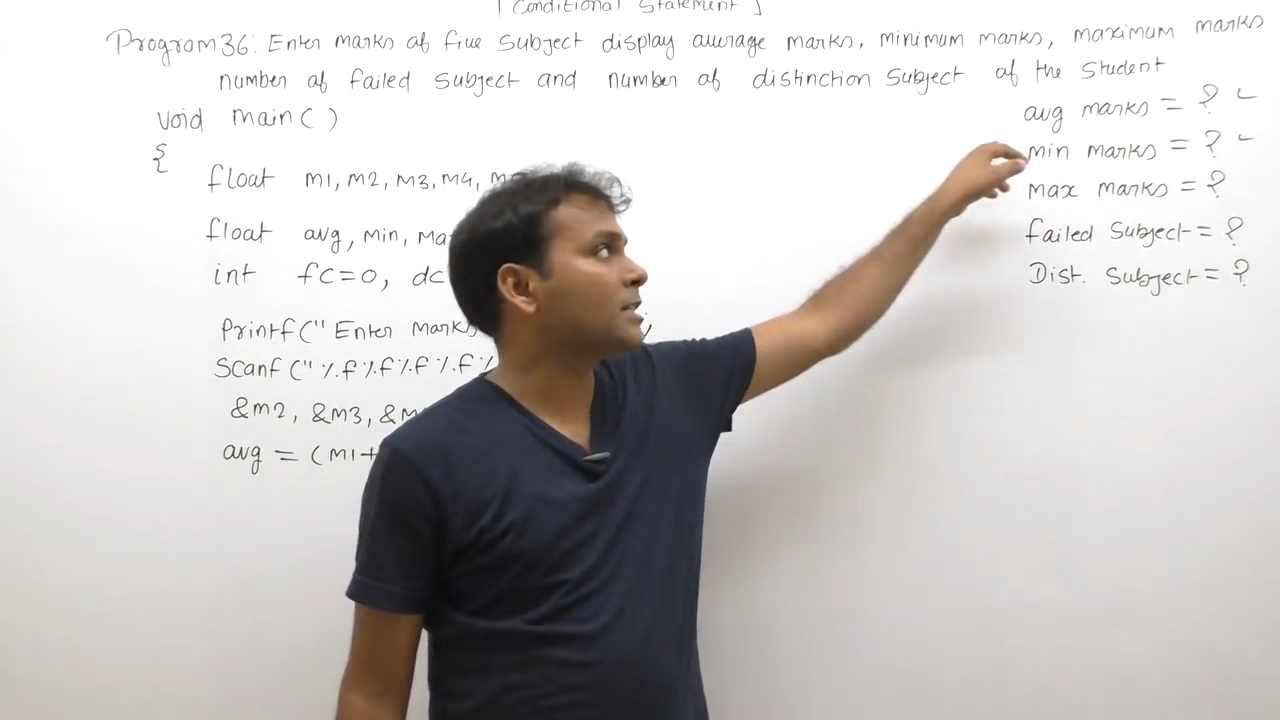 [Conditional Statement]
Program 36: Enter marks of five Subject display average marks, minimum marks, maximum marks
number of failed Subject and number of distinction Subject of the Student
void main( )
{
float m1, m2, m3, m4,
float avg, min,
int fc=0, dc
Printf(" Enter Marks
Scanf ("%f%f%f%f%
&m2, &m3,
avg = (m1+
avg marks = ?
min marks = ?
max marks = ?
failed Subject = ?
Dist. Subject = ?